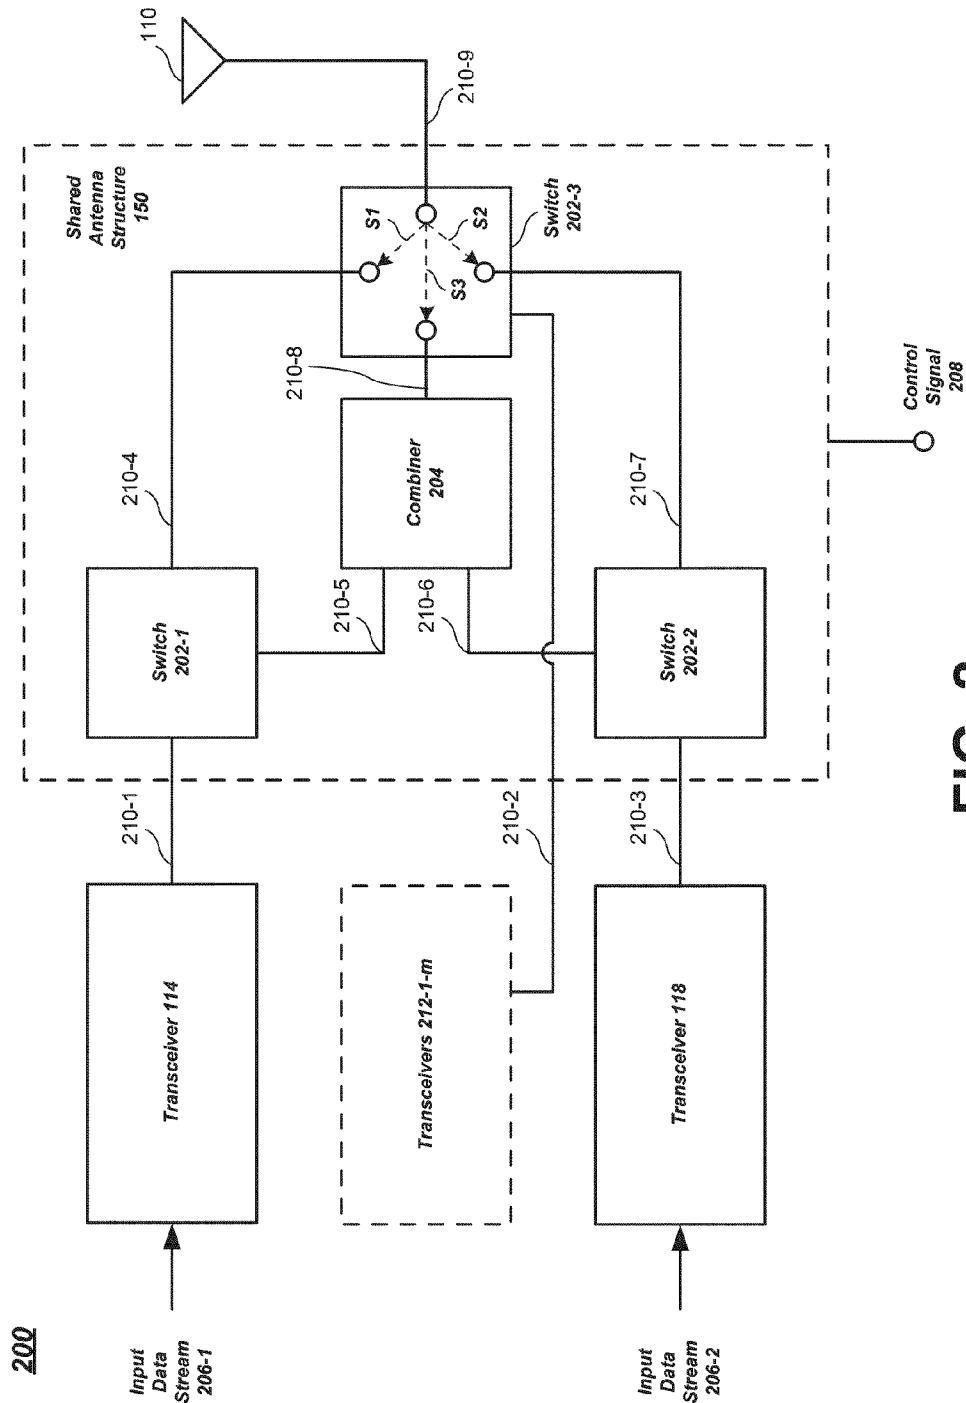 200
Input
Data
Stream
206-1
Transceiver 114
210-1
Switch
202-1
210-4
210-5
Shared
Antenna
Structure
150
110
Transceivers 212-1-m
210-2
210-6
Combiner
204
210-8
S1
S3
S2
Switch
202-3
210-9
Input
Data
Stream
206-2
Transceiver 118
210-3
Switch
202-2
210-7
Control
Signal
208
FIG.